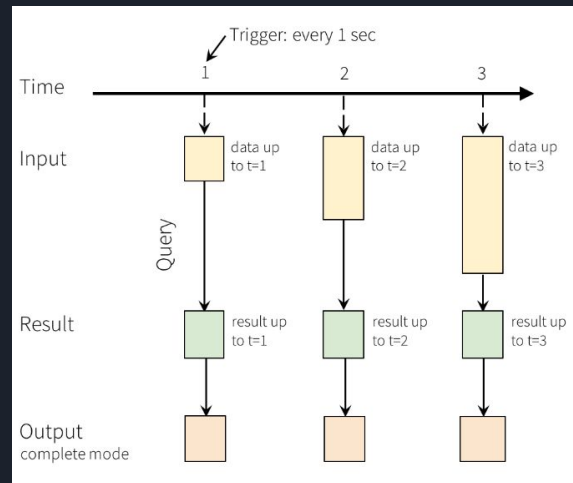 Trigger: every 1 sec
1 2 3
Time
Input
data up
to t=1
data up
to t=2
data up
to t=3
Query
Result
result up
to t=1
result up
to t=2
result up
to t=3
Output
complete mode